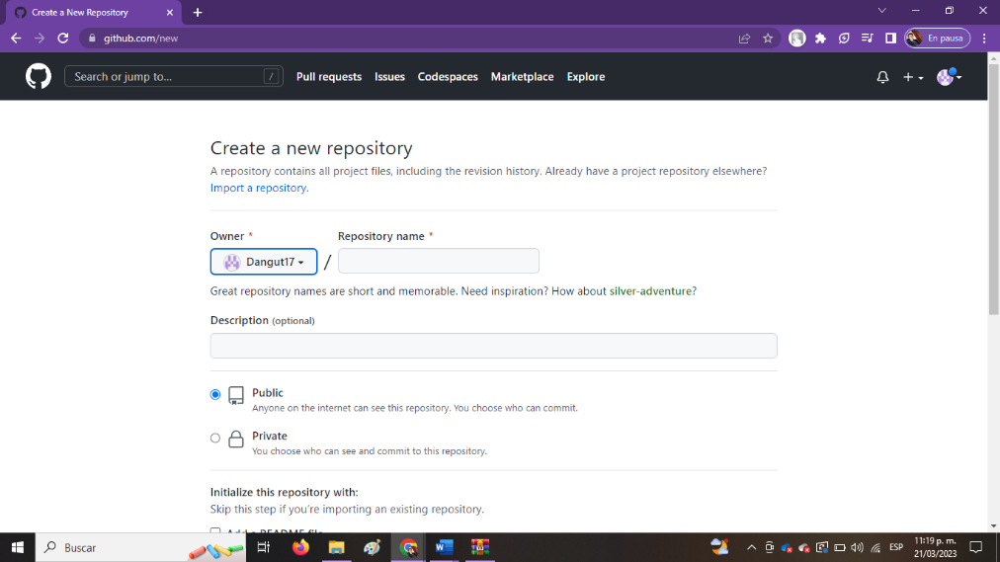 Create a New Repository
github.com/new
En pausa
Search or jump to... /
Pull requests Issues Codespaces Marketplace Explore
Create a new repository
A repository contains all project files, including the revision history. Already have a project repository elsewhere?
Import a repository.
Owner * Repository name *
Dangut17 /
Great repository names are short and memorable. Need inspiration? How about silver-adventure?
Description (optional)
Public
Anyone on the internet can see this repository. You choose who can commit.
Private
You choose who can see and commit to this repository.
Initialize this repository with:
Skip this step if you're importing an existing repository.
Add a README file
Buscar
ESP
11:19 p. m.
21/03/2023